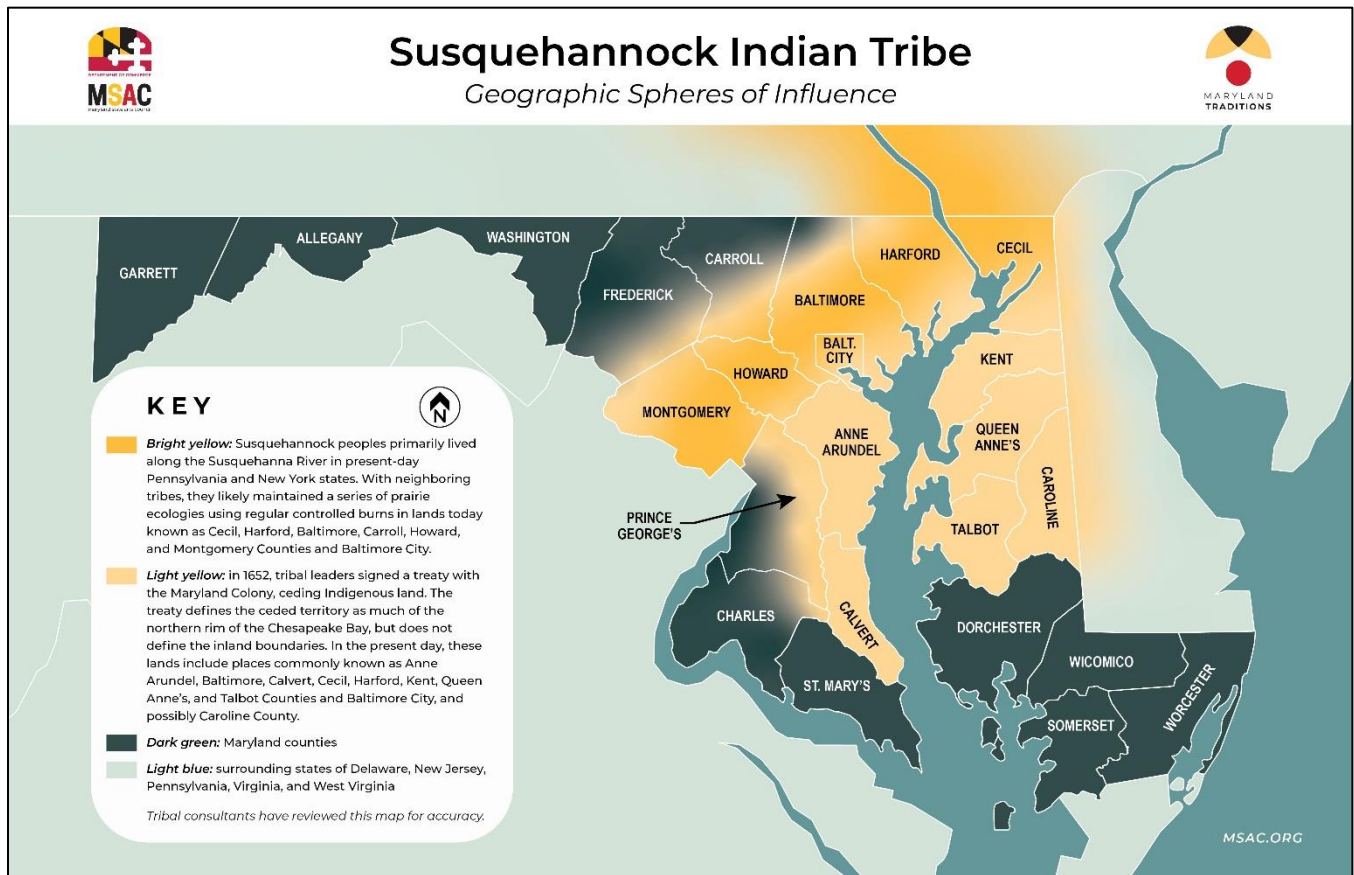 Susquehannock Indian Tribe
Geographic Spheres of Influence
DEPARTMENT OF COMMERCE
MSAC
MARYLAND
TRADITIONS
GARRETT
ALLEGANY
WASHINGTON
FREDERICK
CARROLL
BALTIMORE
HARFORD
CECIL
BALT.
CITY
HOWARD
MONTGOMERY
KENT
ANNE
ARUNDEL
QUEEN
ANNE'S
CAROLINE
TALBOT
PRINCE
GEORGE'S
CHARLES
CALVERT
ST. MARY'S
DORCHESTER
WICOMICO
SOMERSET
WORCESTER
KEY
N
Bright yellow: Susquehannock peoples primarily lived
along the Susquehanna River in present-day
Pennsylvania and New York states. With neighboring
tribes, they likely maintained a series of prairie
ecologies using regular controlled burns in lands today
known as Cecil, Harford, Baltimore, Carroll, Howard,
and Montgomery Counties and Baltimore City.
Light yellow: in 1652, tribal leaders signed a treaty with
the Maryland Colony, ceding Indigenous land. The
treaty defines the ceded territory as much of the
northern rim of the Chesapeake Bay, but does not
define the inland boundaries. In the present day, these
lands include places commonly known as Anne
Arundel, Baltimore, Calvert, Cecil, Harford, Kent, Queen
Anne's, and Talbot Counties and Baltimore City, and
possibly Caroline County.
Dark green: Maryland counties
Light blue: surrounding states of Delaware, New Jersey,
Pennsylvania, Virginia, and West Virginia
Tribal consultants have reviewed this map for accuracy.
MSAC.ORG